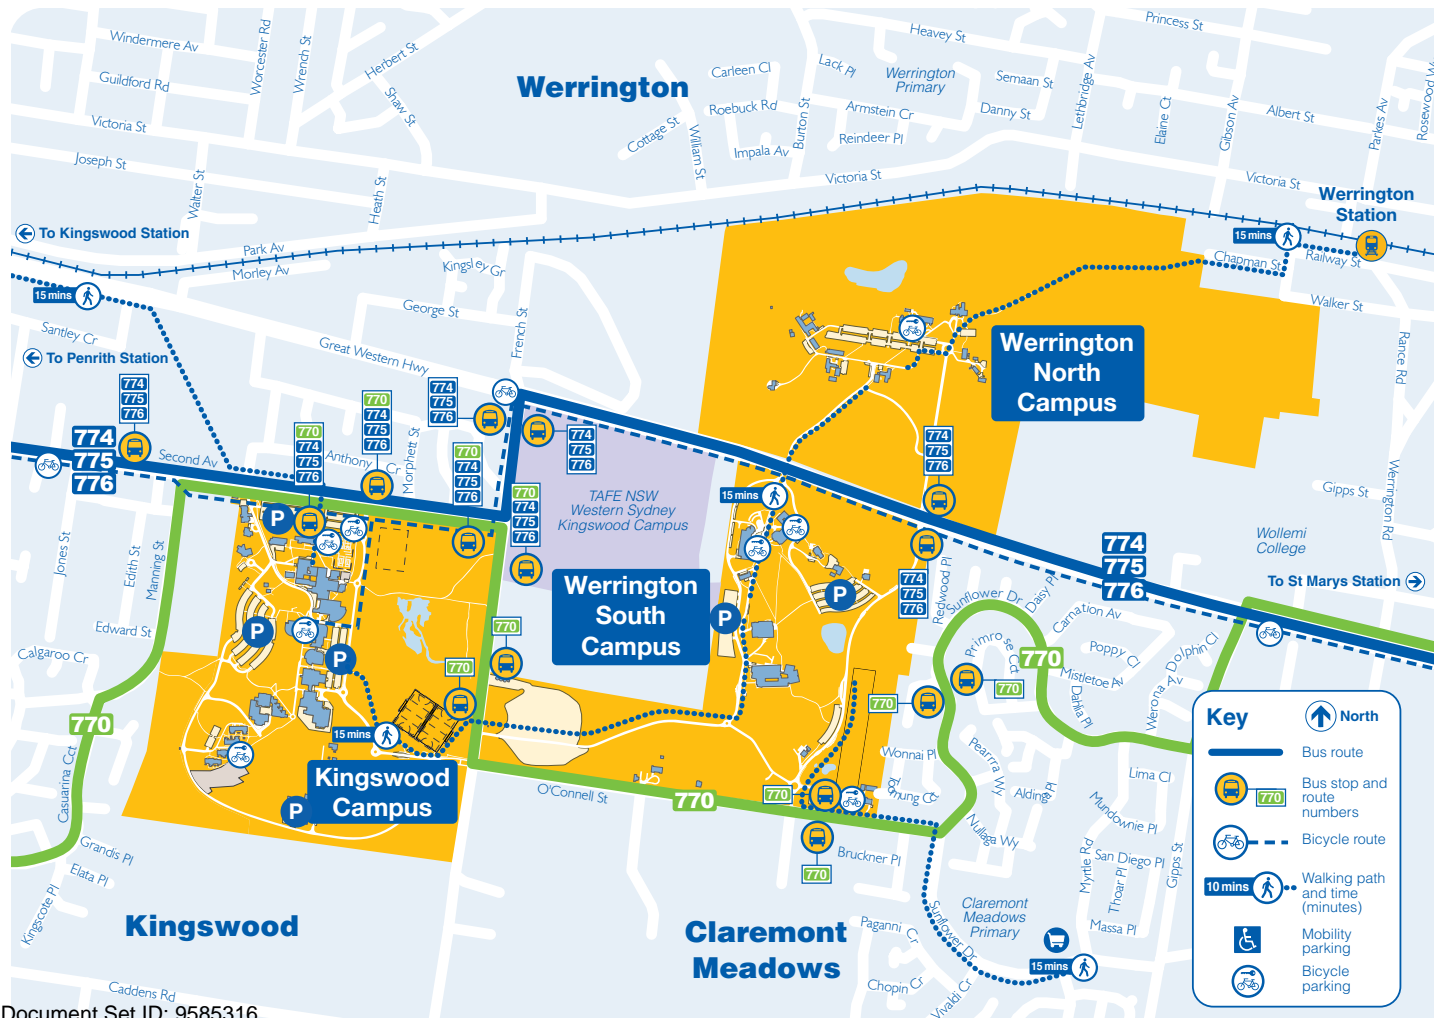 Princess St
Heavey St
Windermere Av
Worcester Rd
Wrench St
Herbert St
Guildford Rd
Shaw St
Werrington
Carleen Cl
Lack Pl
Werrington
Primary
Semaan St
Lethbridge Av
Elaine Ct
Gibson Av
Albert St
Parkes Av
Roebuck Rd
Burton St
Armstein Cr
Danny St
Reindeer Pl
Victoria St
Cottage St
William St
Impala Av
Joseph St
Walter St
Heath St
Victoria St
Victoria St
Werrington
Station
To Kingswood Station
15 mins
Park Av
Morley Av
Kingsley Gr
Chapman St
Railway St
15 mins
George St
French St
Walker St
Santley Cr
Great Western Hwy
Rance Rd
To Penrith Station
Werrington
North
Campus
774
775
776
770
774
775
776
774
775
776
774
775
776
Second Av
770
774
775
776
Anthony Cr
Morphett St
770
774
775
776
774
775
776
774
775
776
770
774
775
776
TAFE NSW
Western Sydney
Kingswood Campus
15 mins
Gipps St
Werrington Rd
Wollemi
College
P
Jones St
Edith St
Manning St
774
775
776
To St Marys Station
774
775
776
Redwood Pl
Sunflower Dr
Daisy Pl
Carnation Av
Werrington
South
Campus
P
P
P
P
Edward St
Calgaroo Cr
770
770
Primrose Cct
770
Poppy Cl
Dolphin Cl
Mistletoe Av
Werona Av
Dahlia Pl
770
770
770
15 mins
Wonnai Pl
Pearrra Wy
Alding Pl
Lima Cl
Casuarina Cct
Kingswood
Campus
P
O'Connell St
770
770
Nullaga Wy
Mundownie Pl
Bruckner Pl
770
Myrtle Rd
San Diego Pl
Thoar Pl
Gipps St
Grandis Pl
Elata Pl
Kingscote Pl
Kingswood
Claremont
Meadows
Paganni Cr
Sunflower Dr
Claremont
Meadows
Primary
Massa Pl
15 mins
Chopin Cr
Vivaldi Cr
Caddens Rd
Key
North
Bus route
770
Bus stop and
route
numbers
Bicycle route
10 mins
Walking path
and time
(minutes)
Mobility
parking
Bicycle
parking
Document Set ID: 9585316